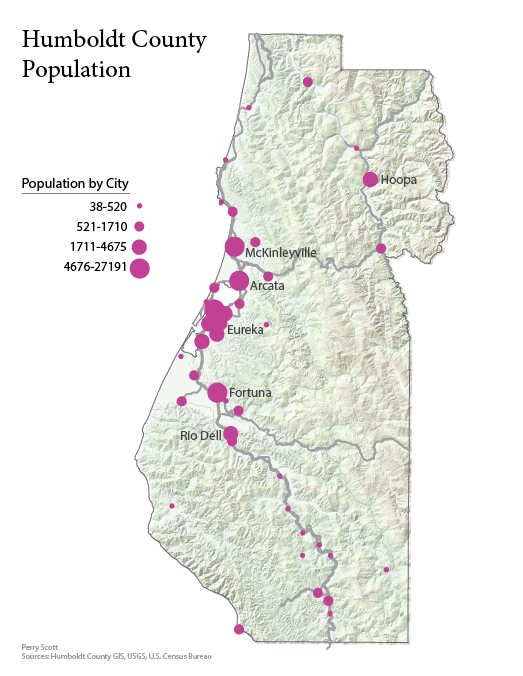 Humboldt County
Population
Population by City
38-520
521-1710
1711-4675
4676-27191
Hoopa
McKinleyville
Arcata
Eureka
Fortuna
Rio Dell
Perry Scott
Sources: Humboldt County GIS, USGS, U.S. Census Bureau